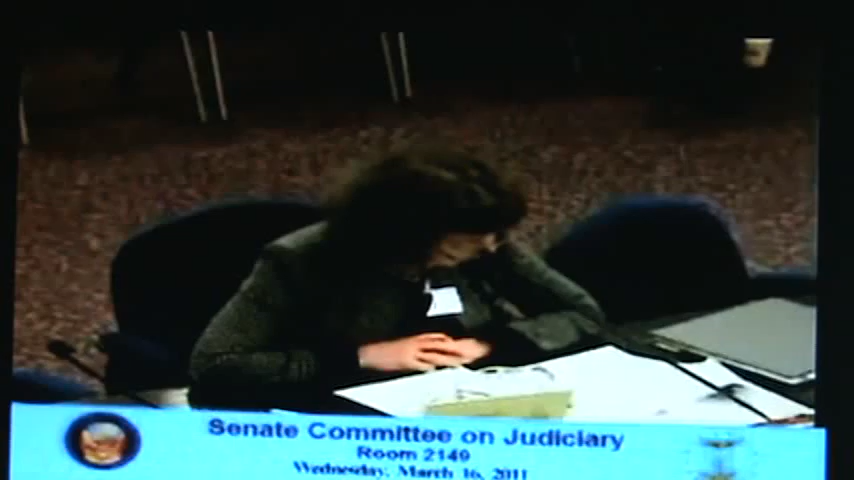 Senate Committee on Judiciary
Room 2149
Wednesday, March 16, 2011